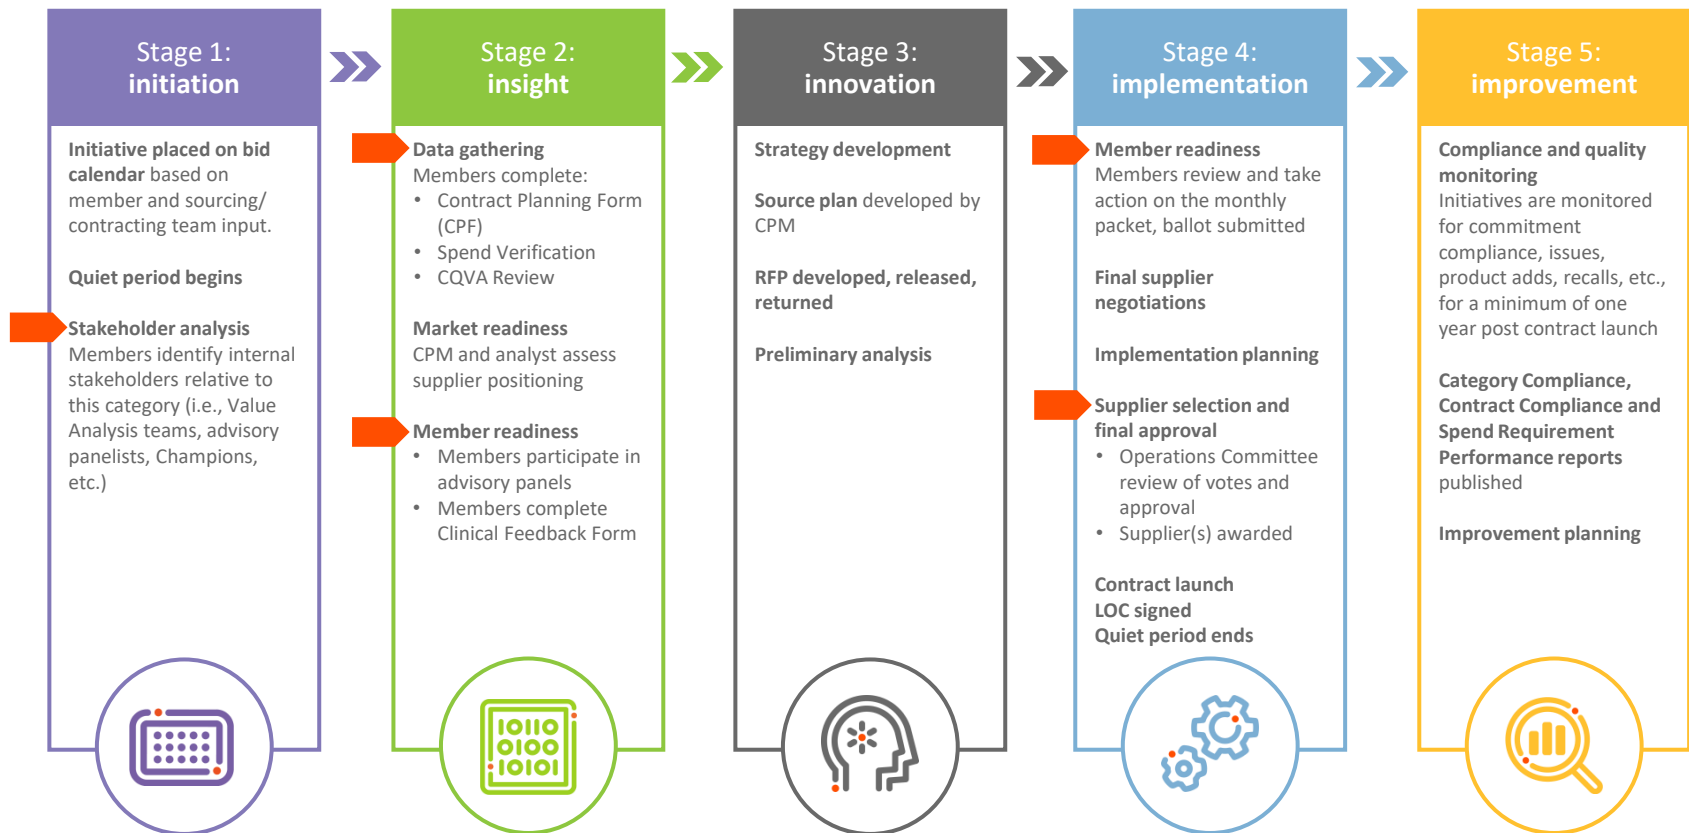 Stage 1:
initiation
Initiative placed on bid
calendar based on
member and sourcing/
contracting team input.
Quiet period begins
Stakeholder analysis
Members identify internal
stakeholders relative to
this category (i.e., Value
Analysis teams, advisory
panelists, Champions,
etc.)
Stage 2:
insight
Data gathering
Members complete:
• Contract Planning Form
(CPF)
• Spend Verification
• CQVA Review
Market readiness
CPM and analyst assess
supplier positioning
Member readiness
• Members participate in
advisory panels
• Members complete
Clinical Feedback Form
10110
0100
10101
Stage 3:
innovation
Strategy development
Source plan developed by
CPM
RFP developed, released,
returned
Preliminary analysis
Stage 4:
implementation
Member readiness
Members review and take
action on the monthly
packet, ballot submitted
Final supplier
negotiations
Implementation planning
Supplier selection and
final approval
• Operations Committee
review of votes and
approval
• Supplier(s) awarded
Contract launch
LOC signed
Quiet period ends
Stage 5:
improvement
Compliance and quality
monitoring
Initiatives are monitored
for commitment
compliance, issues,
product adds, recalls, etc.,
for a minimum of one
year post contract launch
Category Compliance,
Contract Compliance and
Spend Requirement
Performance reports
published
Improvement planning